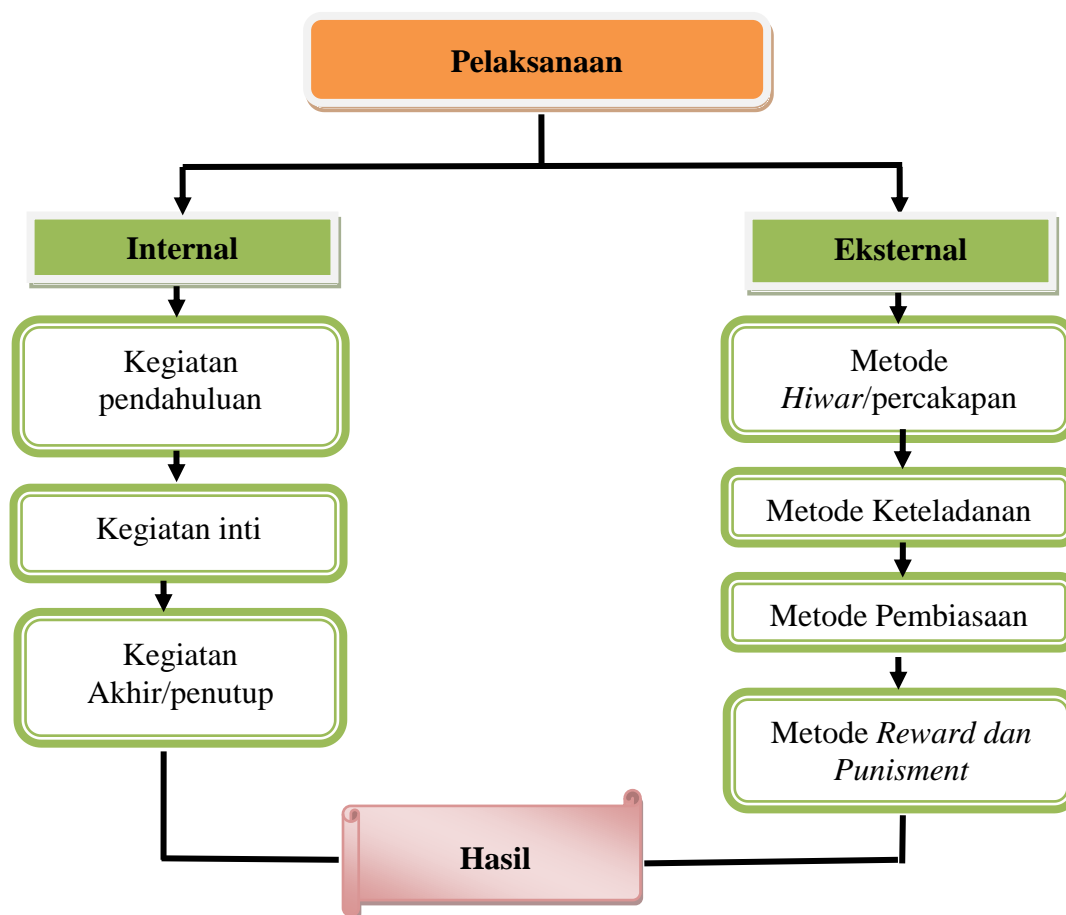 Pelaksanaan
Internal
Kegiatan
pendahuluan
Kegiatan inti
Kegiatan
Akhir/penutup
Eksternal
Metode
Hiwar/percakapan
Metode Keteladanan
Metode Pembiasaan
Metode Reward dan
Punisment
Hasil